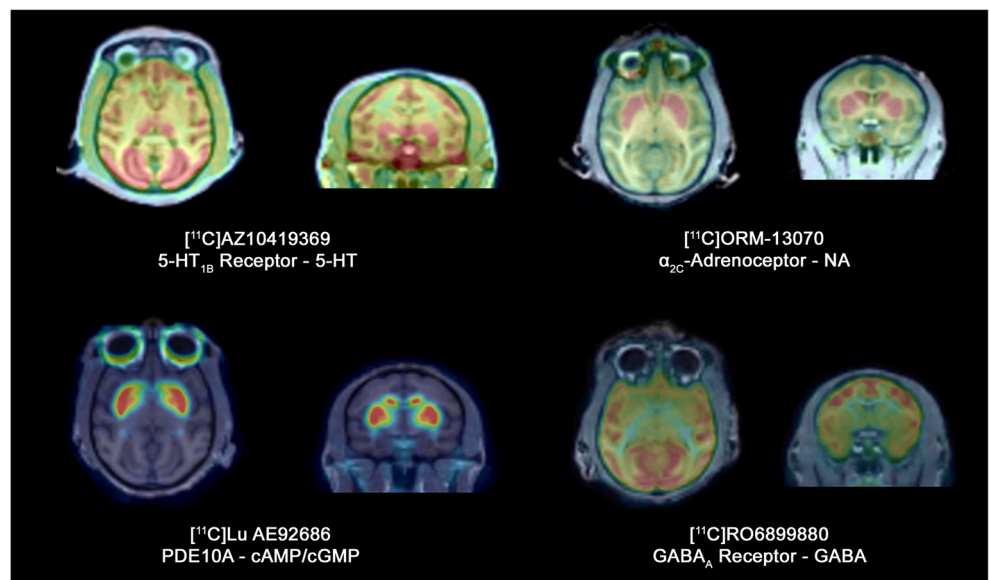 [¹¹C]AZ10419369
5-HT₁B Receptor - 5-HT
[¹¹C]ORM-13070
α₂C-Adrenoceptor - NA
[¹¹C]Lu AE92686
PDE10A - cAMP/cGMP
[¹¹C]RO6899880
GABA_A Receptor - GABA